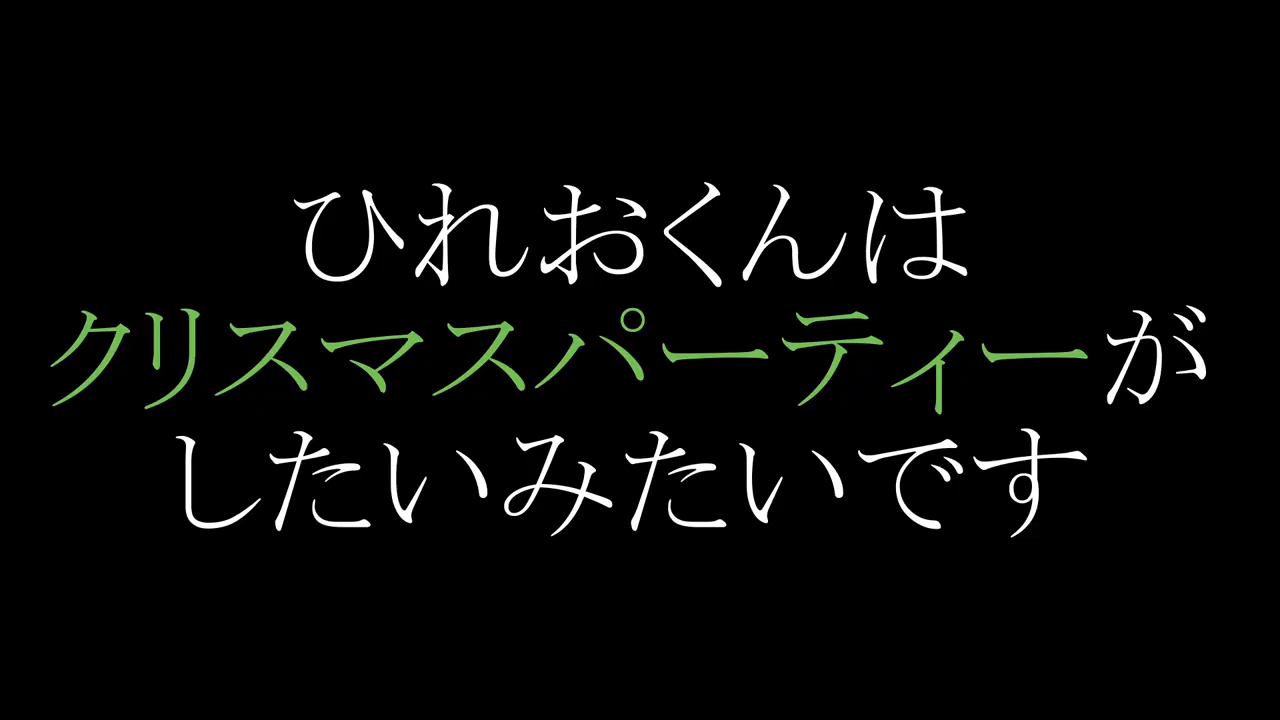 ひれおくんは
クリスマスパーティーが
したいみたいです